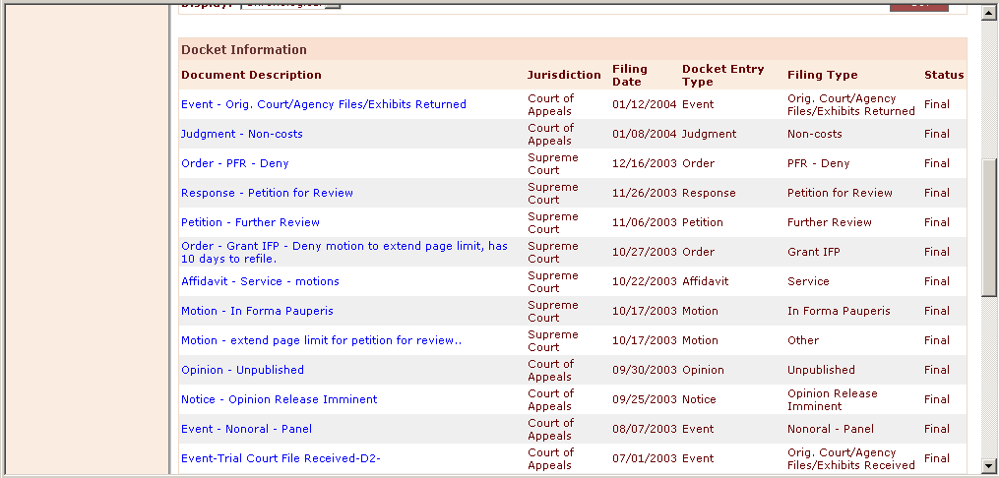 Display:
Docket Information
Document Description Jurisdiction Filing Date Docket Entry Type Filing Type Status
Event - Orig. Court/Agency Files/Exhibits Returned Court of Appeals 01/12/2004 Event Orig. Court/Agency Files/Exhibits Returned Final
Judgment - Non-costs Court of Appeals 01/08/2004 Judgment Non-costs Final
Order - PFR - Deny Supreme Court 12/16/2003 Order PFR - Deny Final
Response - Petition for Review Supreme Court 11/26/2003 Response Petition for Review Final
Petition - Further Review Supreme Court 11/06/2003 Petition Further Review Final
Order - Grant IFP - Deny motion to extend page limit, has 10 days to refile. Supreme Court 10/27/2003 Order Grant IFP Final
Affidavit - Service - motions Supreme Court 10/22/2003 Affidavit Service Final
Motion - In Forma Pauperis Supreme Court 10/17/2003 Motion In Forma Pauperis Final
Motion - extend page limit for petition for review.. Supreme Court 10/17/2003 Motion Other Final
Opinion - Unpublished Court of Appeals 09/30/2003 Opinion Unpublished Final
Notice - Opinion Release Imminent Court of Appeals 09/25/2003 Notice Opinion Release Imminent Final
Event - Nonoral - Panel Court of Appeals 08/07/2003 Event Nonoral - Panel Final
Event-Trial Court File Received-D2- Court of Appeals 07/01/2003 Event Orig. Court/Agency Files/Exhibits Received Final